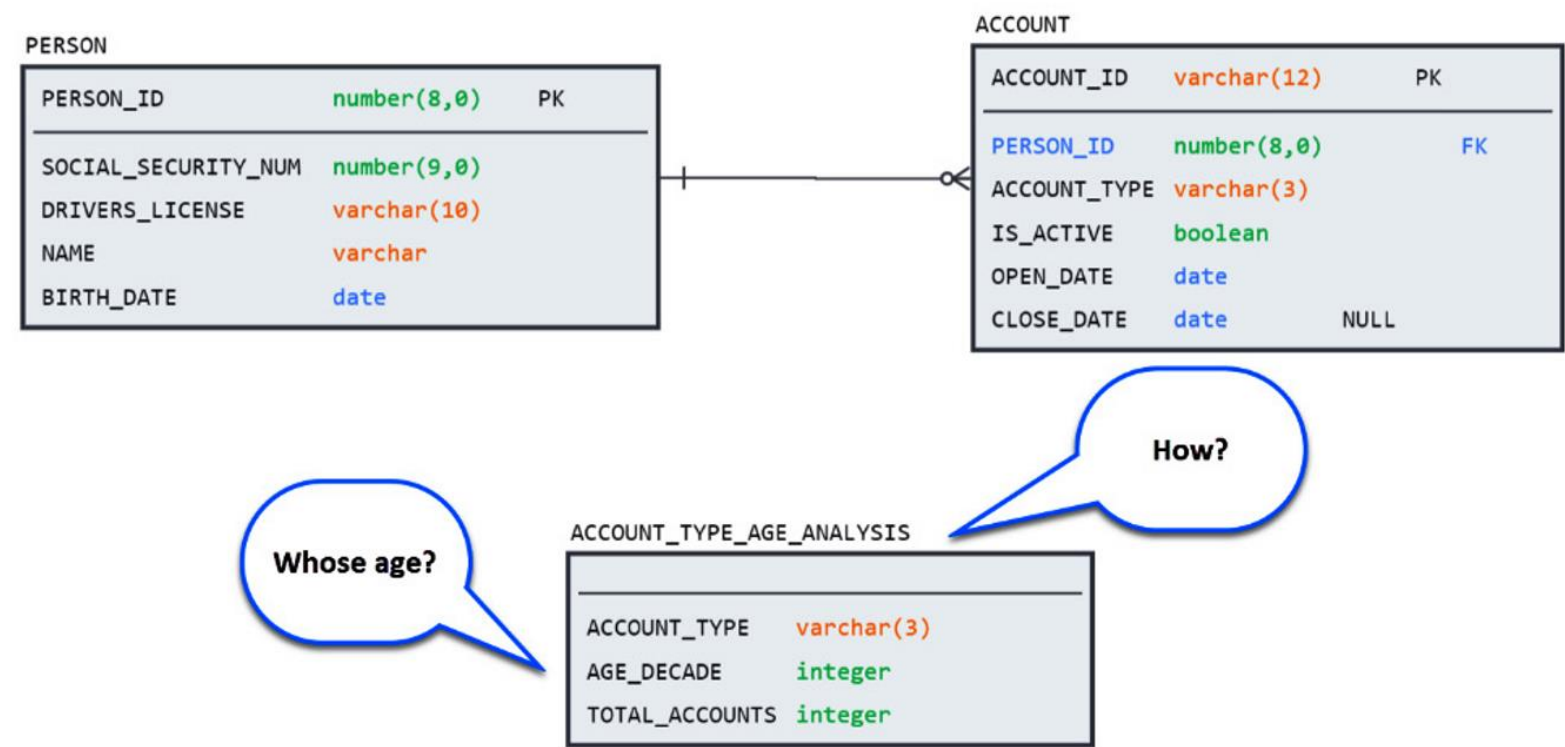 PERSON
PERSON_ID number(8,0) PK
SOCIAL_SECURITY_NUM number(9,0)
DRIVERS_LICENSE varchar(10)
NAME varchar
BIRTH_DATE date
ACCOUNT
ACCOUNT_ID varchar(12) PK
PERSON_ID number(8,0) FK
ACCOUNT_TYPE varchar(3)
IS_ACTIVE boolean
OPEN_DATE date
CLOSE_DATE date NULL
How?
Whose age?
ACCOUNT_TYPE_AGE_ANALYSIS
ACCOUNT_TYPE varchar(3)
AGE_DECADE integer
TOTAL_ACCOUNTS integer